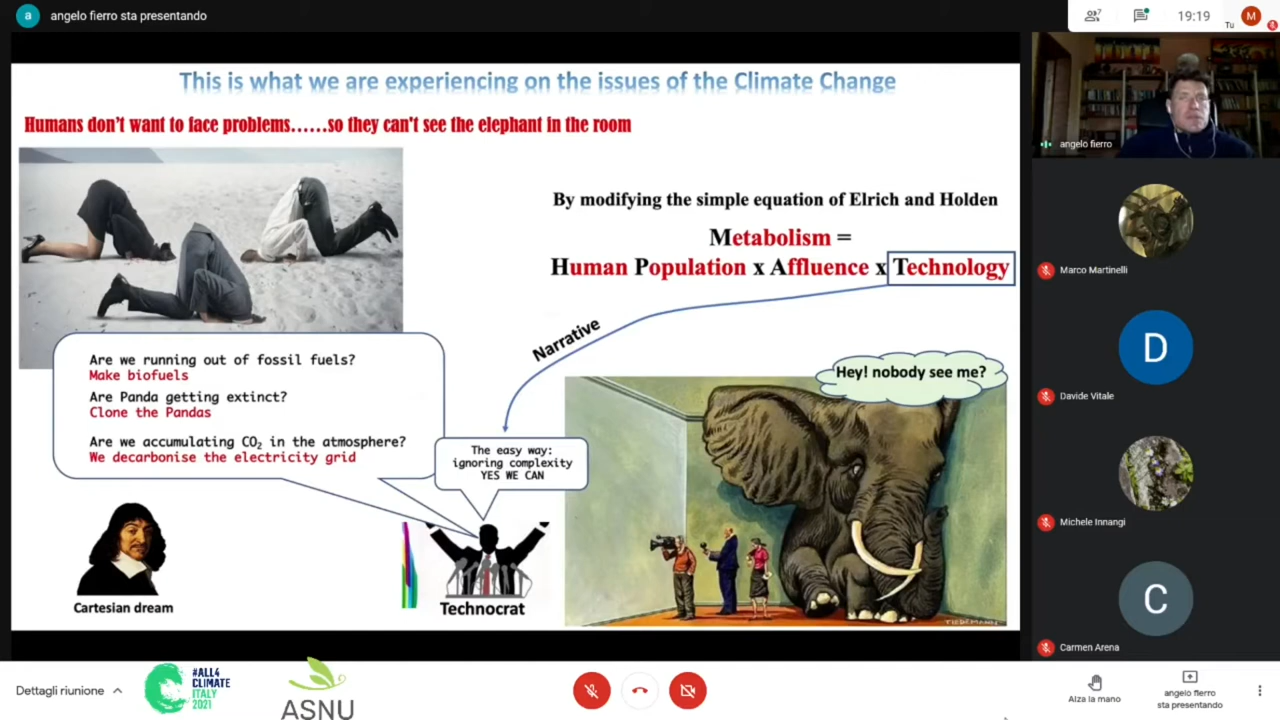 a
angelo fierro sta presentando
7
19:19
Tu
M
This is what we are experiencing on the issues of the Climate Change
Humans don't want to face problems......so they can't see the elephant in the room
By modifying the simple equation of Elrich and Holden
Metabolism =
Human Population x Affluence x Technology
Narrative
Are we running out of fossil fuels?
Make biofuels
Are Panda getting extinct?
Clone the Pandas
Are we accumulating CO₂ in the atmosphere?
We decarbonise the electricity grid
The easy way:
ignoring complexity
YES WE CAN
Hey! nobody see me?
Cartesian dream
Technocrat
TIEDEMANN
angelo fierro
Marco Martinelli
D
Davide Vitale
Michele Innangi
C
Carmen Arena
Dettagli riunione
#ALL4
CLIMATE
ITALY
2021
ASNU
Alza la mano
angelo fierro
sta presentando